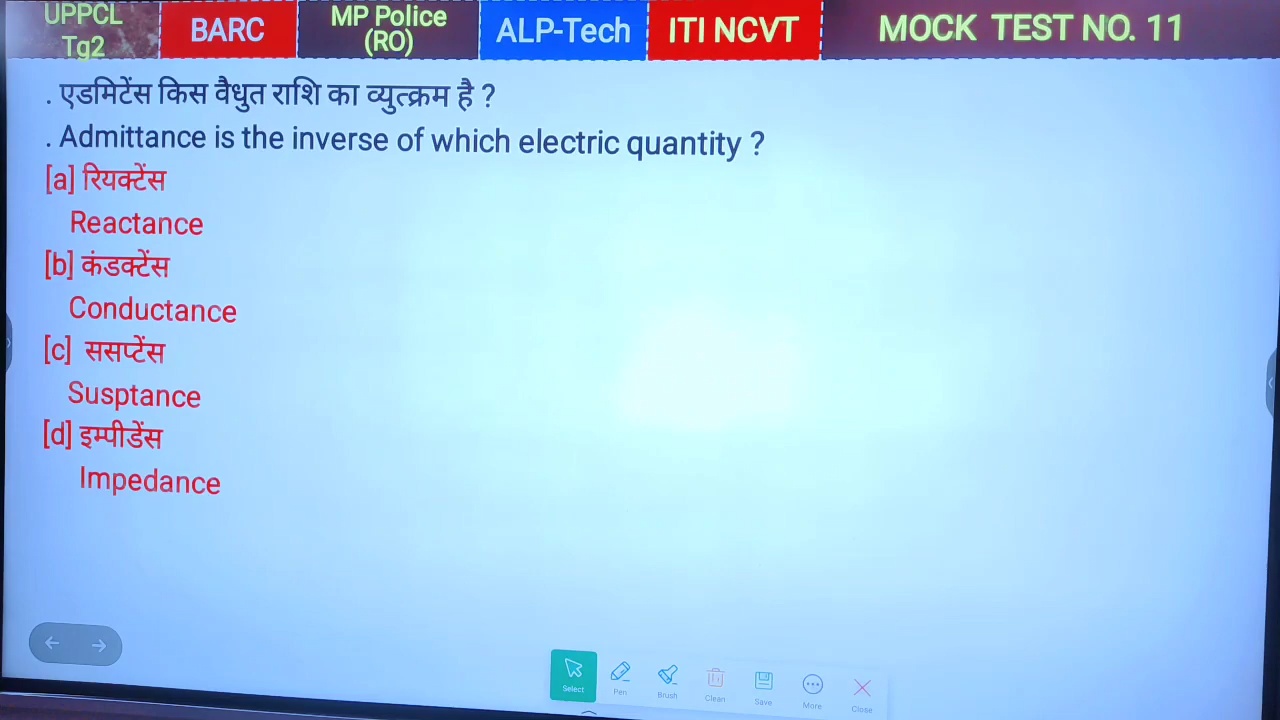 UPPCL
Tg2
BARC
MP Police
(RO)
ALP-Tech
ITI NCVT
MOCK TEST NO. 11
. एडमिटेंस किस वैधुत राशि का व्युत्क्रम है ?
. Admittance is the inverse of which electric quantity ?
[a] रियक्टेंस
Reactance
[b] कंडक्टेंस
Conductance
[c] ससप्टेंस
Susptance
[d] इम्पीडेंस
Impedance
Select
Pen
Brush
Clean
Save
More
Close